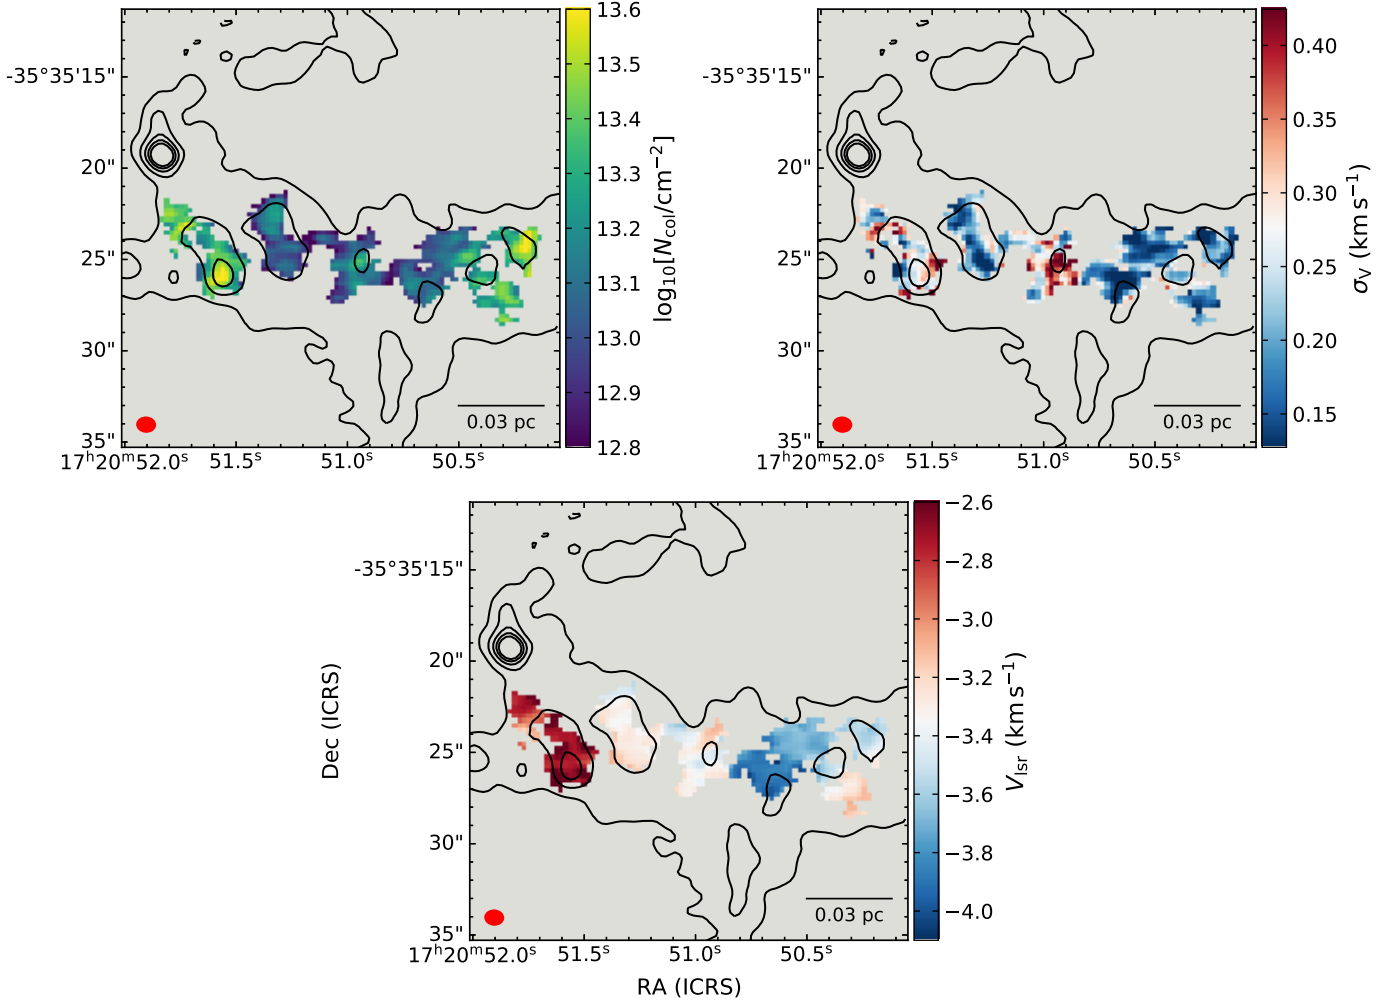 -35°35'15"
20"
25"
30"
35"
17ʰ20ᵐ52.0ˢ
51.5ˢ
51.0ˢ
50.5ˢ
0.03 pc
13.6
13.5
13.4
13.3
13.2
13.1
13.0
12.9
12.8
log₁₀[N_col/cm⁻²]
-35°35'15"
20"
25"
30"
35"
17ʰ20ᵐ52.0ˢ
51.5ˢ
51.0ˢ
50.5ˢ
0.03 pc
0.40
0.35
0.30
0.25
0.20
0.15
σ_V (km s⁻¹)
Dec (ICRS)
-35°35'15"
20"
25"
30"
35"
17ʰ20ᵐ52.0ˢ
51.5ˢ
51.0ˢ
50.5ˢ
RA (ICRS)
0.03 pc
−2.6
−2.8
−3.0
−3.2
−3.4
−3.6
−3.8
−4.0
V_lsr (km s⁻¹)